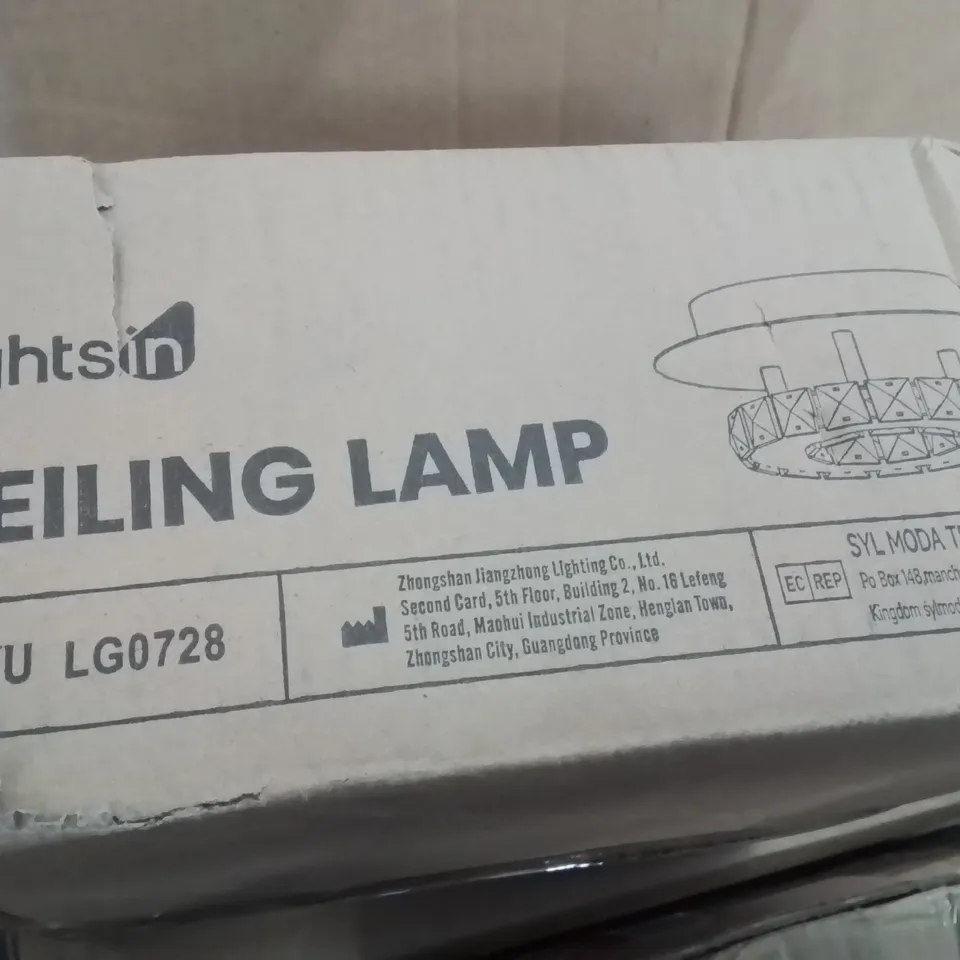 ghtsin
EILING LAMP
U LG0728
Zhongshan Jiangzhong Lighting Co., Ltd.
Second Card, 5th Floor, Building 2, No. 16 Lefeng
5th Road, Maohui Industrial Zone, Henglan Town,
Zhongshan City, Guangdong Province
EC REP
SYL MODA T
Po Box 148,manch
Kingdom sylmod